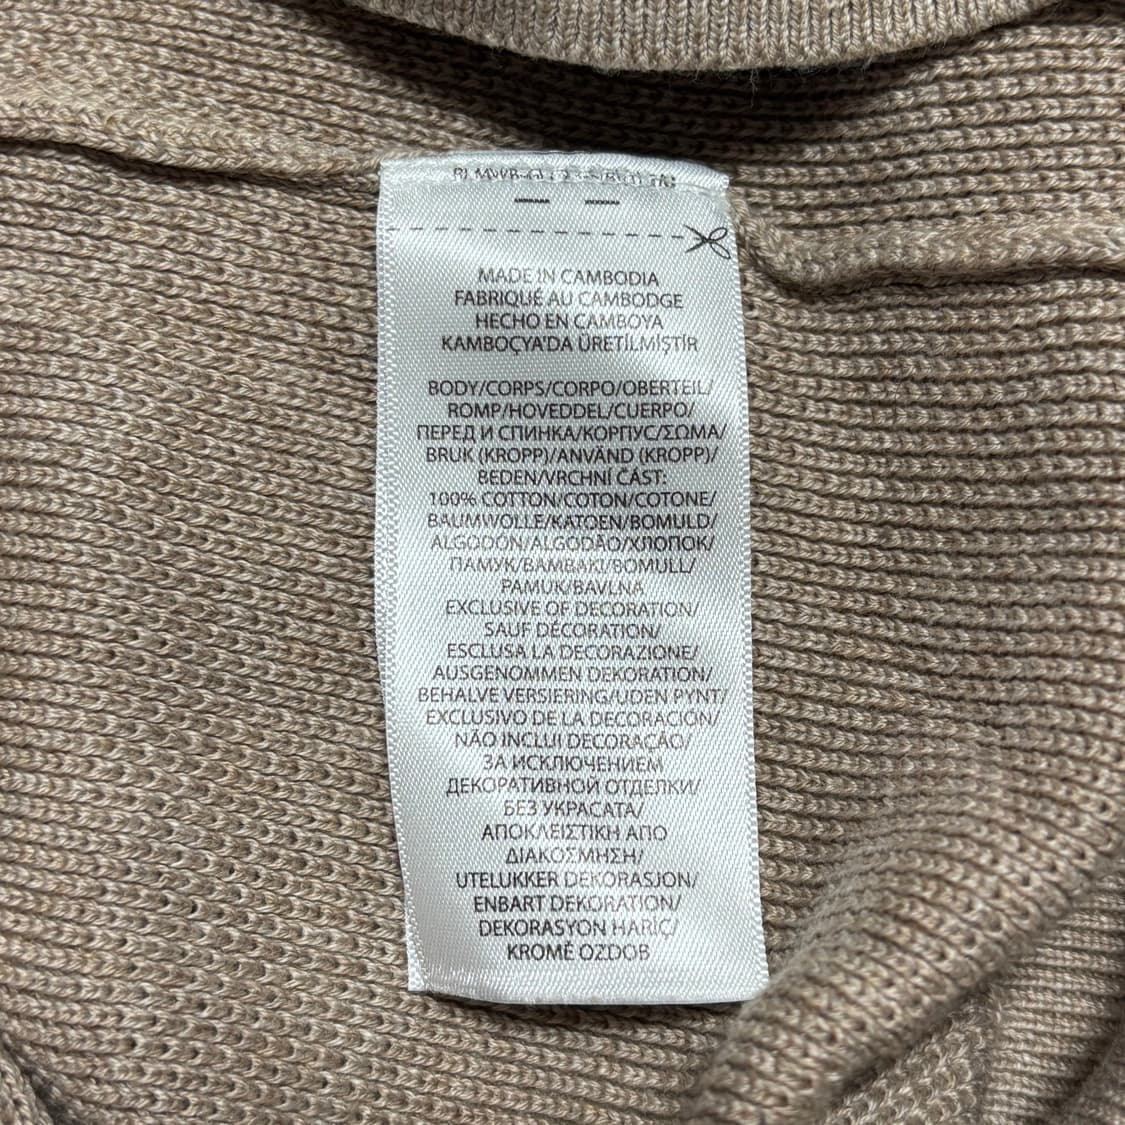 MADE IN CAMBODIA
FABRIQUÉ AU CAMBODGE
HECHO EN CAMBOYA
KAMBOÇYA'DA ÜRETİLMİŞTİR
BODY/CORPS/CORPO/OBERTEIL/
ROMP/HOVEDDEL/CUERPO/
ПЕРЕД И СПИНКА/КОРПУС/ΣΩΜΑ/
BRUK (KROPP)/ANVÄND (KROPP)/
BEDEN/VRCHNÍ ČÁST:
100% COTTON/COTON/COTONE/
BAUMWOLLE/KATOEN/BOMULD/
ALGODÓN/ALGODÃO/ХЛОПОК/
ПАМУК/ΒΑΜΒΑΚΙ/BOMULL/
PAMUK/BAVLNA
EXCLUSIVE OF DECORATION/
SAUF DÉCORATION/
ESCLUSA LA DECORAZIONE/
AUSGENOMMEN DEKORATION/
BEHALVE VERSIERING/UDEN PYNT/
EXCLUSIVO DE LA DECORACIÓN/
NÃO INCLUI DECORAÇÃO/
ЗА ИСКЛЮЧЕНИЕМ
ДЕКОРАТИВНОЙ ОТДЕЛКИ/
БЕЗ УКРАСАТА/
ΑΠΟΚΛΕΙΣΤΙΚΗ ΑΠΟ
ΔΙΑΚΟΣΜΗΣΗ/
UTELUKKER DEKORASJON/
ENBART DEKORATION/
DEKORASYON HARİÇ/
KROMĚ OZDOB